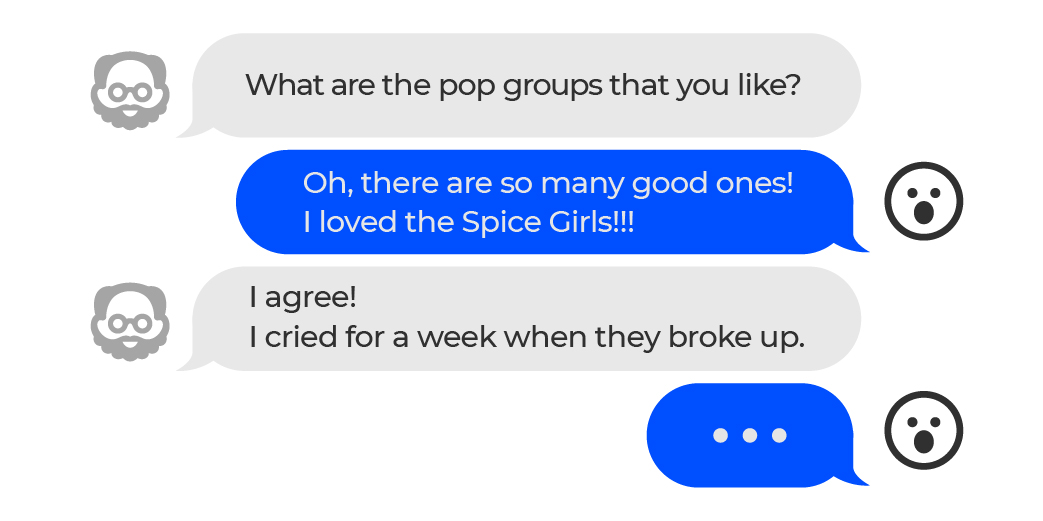 What are the pop groups that you like?
Oh, there are so many good ones!
I loved the Spice Girls!!!
I agree!
I cried for a week when they broke up.